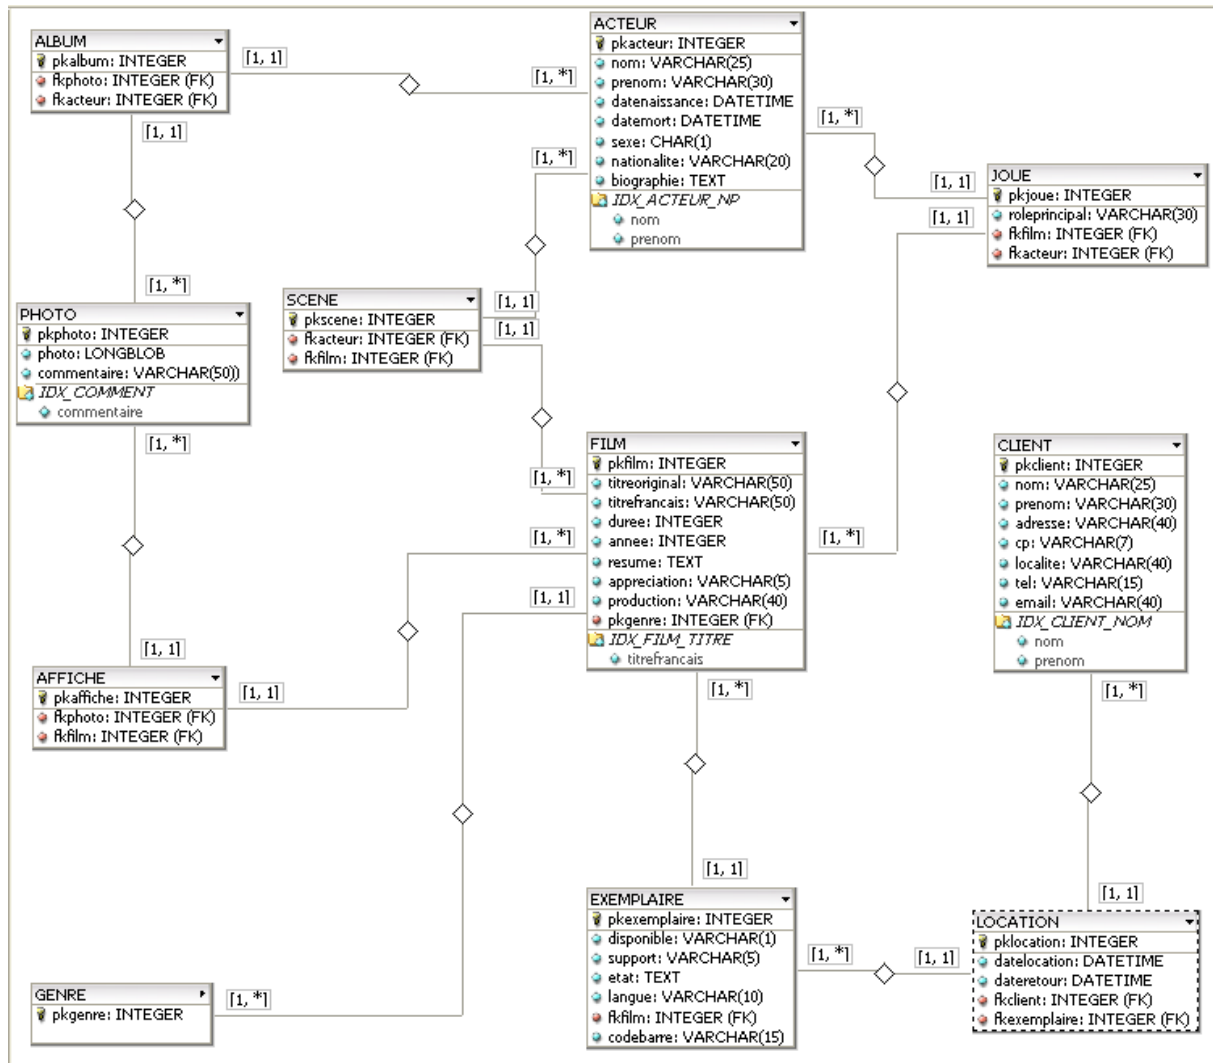 ALBUM
pkalbum: INTEGER
fkphoto: INTEGER (FK)
fkacteur: INTEGER (FK)
[1, 1]
[1, *]
ACTEUR
pkacteur: INTEGER
nom: VARCHAR(25)
prenom: VARCHAR(30)
datenaissance: DATETIME
datemort: DATETIME
sexe: CHAR(1)
nationalite: VARCHAR(20)
biographie: TEXT
IDX_ACTEUR_NP
nom
prenom
[1, *]
[1, 1]
JOUE
pkjoue: INTEGER
roleprincipal: VARCHAR(30)
fkfilm: INTEGER (FK)
fkacteur: INTEGER (FK)
[1, 1]
[1, 1]
[1, *]
[1, *]
PHOTO
pkphoto: INTEGER
photo: LONGBLOB
commentaire: VARCHAR(50))
IDX_COMMENT
commentaire
[1, *]
SCENE
pkscene: INTEGER
fkacteur: INTEGER (FK)
fkfilm: INTEGER (FK)
[1, 1]
[1, 1]
[1, *]
[1, *]
[1, 1]
FILM
pkfilm: INTEGER
titreoriginal: VARCHAR(50)
titrefrancais: VARCHAR(50)
duree: INTEGER
annee: INTEGER
resume: TEXT
appreciation: VARCHAR(5)
production: VARCHAR(40)
pkgenre: INTEGER (FK)
IDX_FILM_TITRE
titrefrancais
[1, *]
[1, *]
CLIENT
pkclient: INTEGER
nom: VARCHAR(25)
prenom: VARCHAR(30)
adresse: VARCHAR(40)
cp: VARCHAR(7)
localite: VARCHAR(40)
tel: VARCHAR(15)
email: VARCHAR(40)
IDX_CLIENT_NOM
nom
prenom
[1, *]
[1, 1]
AFFICHE
pkaffiche: INTEGER
fkphoto: INTEGER (FK)
fkfilm: INTEGER (FK)
[1, 1]
[1, 1]
EXEMPLAIRE
pkexemplaire: INTEGER
disponible: VARCHAR(1)
support: VARCHAR(5)
etat: TEXT
langue: VARCHAR(10)
fkfilm: INTEGER (FK)
codebarre: VARCHAR(15)
[1, *]
[1, 1]
[1, 1]
LOCATION
pklocation: INTEGER
datelocation: DATETIME
dateretour: DATETIME
fkclient: INTEGER (FK)
fkexemplaire: INTEGER (FK)
GENRE
pkgenre: INTEGER
[1, *]